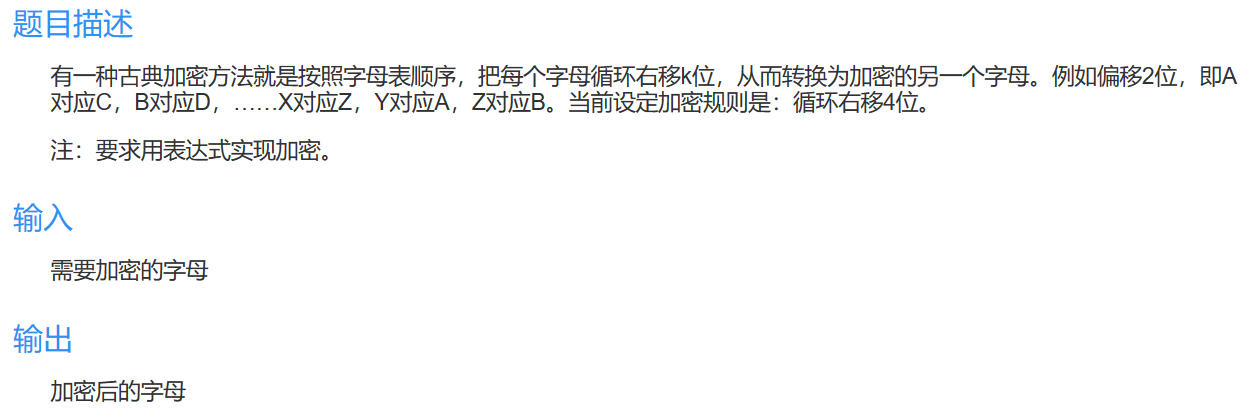 题目描述
有一种古典加密方法就是按照字母表顺序，把每个字母循环右移k位，从而转换为加密的另一个字母。例如偏移2位，即A
对应C，B对应D，……X对应Z，Y对应A，Z对应B。当前设定加密规则是：循环右移4位。
注：要求用表达式实现加密。
输入
需要加密的字母
输出
加密后的字母